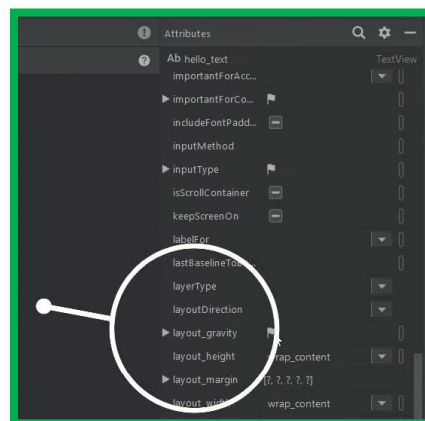 Attributes
Ab hello_text TextView
importantForAcc...
importantForCo...
includeFontPadd...
inputMethod
inputType
isScrollContainer
keepScreenOn
labelFor
lastBaselineToBo...
layerType
layoutDirection
layout_gravity
layout_height wrap_content
layout_margin [?, ?, ?, ?, ?]
layout_width wrap_content